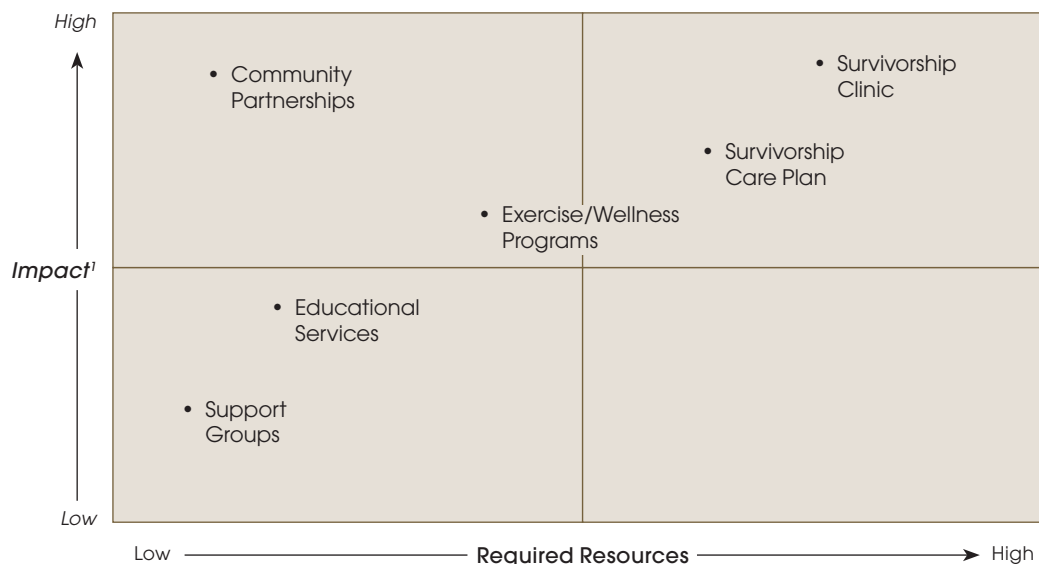 High
• Community
Partnerships
• Survivorship
Clinic
• Survivorship
Care Plan
• Exercise/Wellness
Programs
Impact¹
• Educational
Services
• Support
Groups
Low
Low Required Resources High